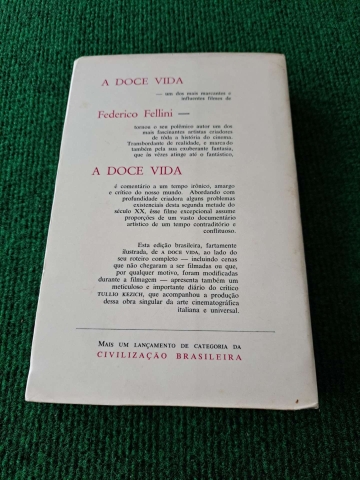 A DOCE VIDA
— um dos mais marcantes e
influentes filmes de
Federico Fellini —
tornou o seu polêmico autor um dos
mais fascinantes artistas criadores
de tôda a história do cinema.
Transbordante de realidade, e marcado
também pela sua exuberante fantasia,
que às vêzes atinge até o fantástico,
A DOCE VIDA
é comentário a um tempo irônico, amargo
e crítico do nosso mundo. Abordando com
profundidade criadora alguns problemas
existenciais desta segunda metade do
século XX, êsse filme excepcional assume
proporções de um vasto documentário
artístico de um tempo contraditório e
conflituoso.
Esta edição brasileira, fartamente
ilustrada, de A DOCE VIDA, ao lado do
seu roteiro completo — incluindo cenas
que não chegaram a ser filmadas ou que,
por qualquer motivo, foram modificadas
durante a filmagem — apresenta também um
meticuloso e importante diário do crítico
TULLIO KEZICH, que acompanhou a produção
dessa obra singular da arte cinematográfica
italiana e universal.
MAIS UM LANÇAMENTO DE CATEGORIA DA
CIVILIZAÇÃO BRASILEIRA